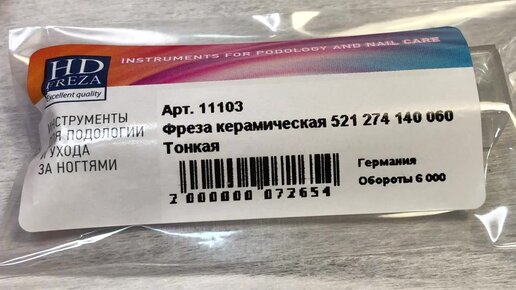 INSTRUMENTS FOR PODOLOGY AND NAIL CARE
HD
FREZA
Excellent quality
ИНСТРУМЕНТЫ
ДЛЯ ПОДОЛОГИИ
И УХОДА
ЗА НОГТЯМИ
Арт. 11103
Фреза керамическая 521 274 140 060
Тонкая
2 000000 072654
Германия
Обороты 6 000